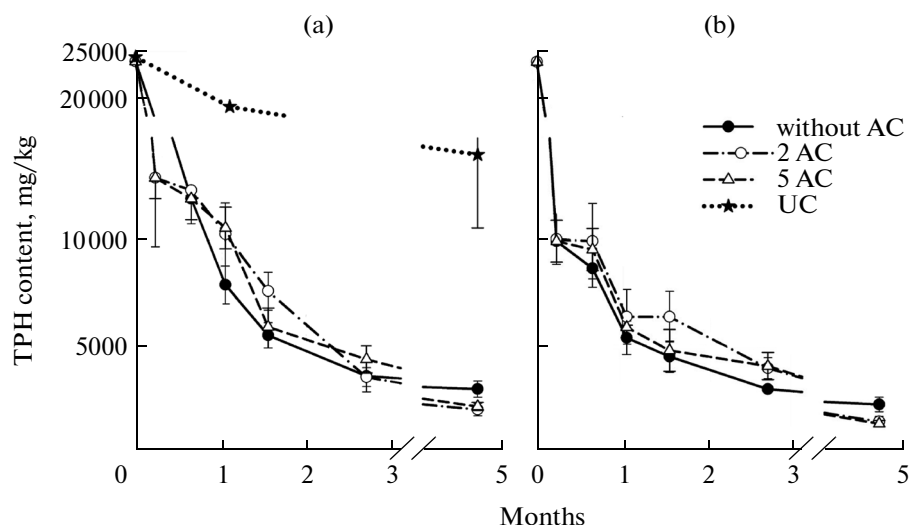 (a)
(b)
25000
20000
10000
5000
TPH content, mg/kg
without AC
2 AC
5 AC
UC
0 1 2 3 5
0 1 2 3 5
Months